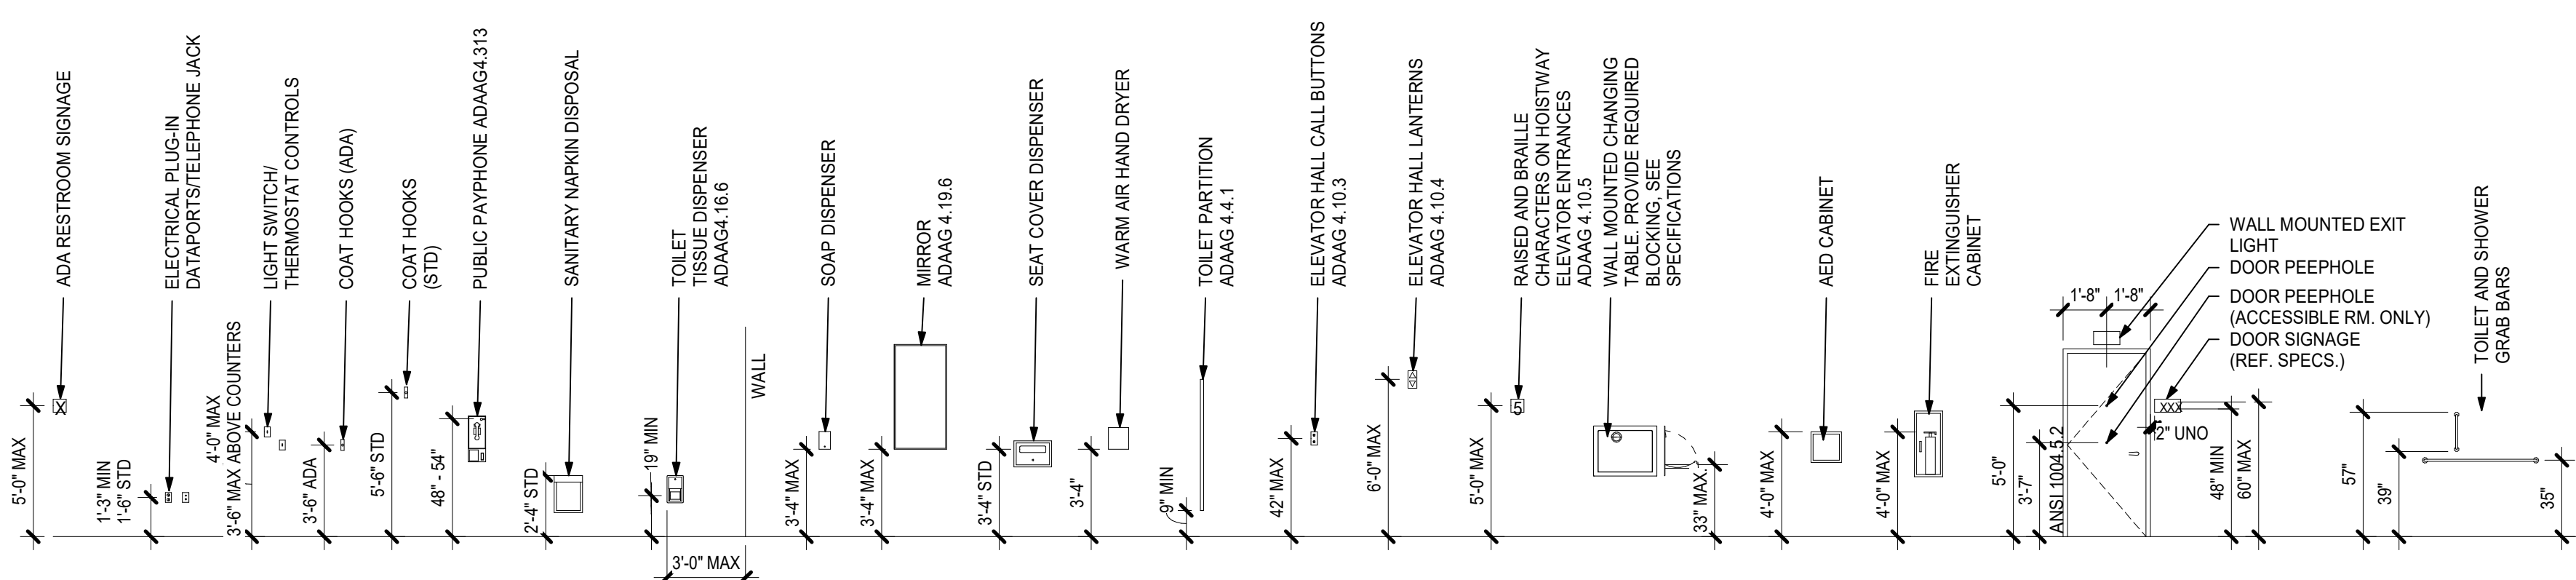 ADA RESTROOM SIGNAGE
5'-0" MAX
X
ELECTRICAL PLUG-IN
DATAPORTS/TELEPHONE JACK
1'-3" MIN
1'-6" STD
LIGHT SWITCH/
THERMOSTAT CONTROLS
4'-0" MAX
3'-6" MAX ABOVE COUNTERS
COAT HOOKS (ADA)
3'-6" ADA
COAT HOOKS
(STD)
5'-6" STD
PUBLIC PAYPHONE ADAAG4.313
48" - 54"
SANITARY NAPKIN DISPOSAL
2'-4" STD
TOILET
TISSUE DISPENSER
ADAAG4.16.6
19" MIN
3'-0" MAX
WALL
SOAP DISPENSER
3'-4" MAX
MIRROR
ADAAG 4.19.6
3'-4" MAX
SEAT COVER DISPENSER
3'-4" STD
WARM AIR HAND DRYER
3'-4"
TOILET PARTITION
ADAAG 4.4.1
9" MIN
ELEVATOR HALL CALL BUTTONS
ADAAG 4.10.3
42" MAX
ELEVATOR HALL LANTERNS
ADAAG 4.10.4
6'-0" MAX
RAISED AND BRAILLE
CHARACTERS ON HOISTWAY
ELEVATOR ENTRANCES
ADAAG 4.10.5
5'-0" MAX
5
WALL MOUNTED CHANGING
TABLE. PROVIDE REQUIRED
BLOCKING, SEE
SPECIFICATIONS
33" MAX.
AED CABINET
4'-0" MAX
FIRE
EXTINGUISHER
CABINET
4'-0" MAX
WALL MOUNTED EXIT
LIGHT
DOOR PEEPHOLE
DOOR PEEPHOLE
(ACCESSIBLE RM. ONLY)
DOOR SIGNAGE
(REF. SPECS.)
1'-8"
1'-8"
5'-0"
3'-7"
ANSI 1004.5.2
XXX
2" UNO
48" MIN
60" MAX
TOILET AND SHOWER
GRAB BARS
57"
39"
35"